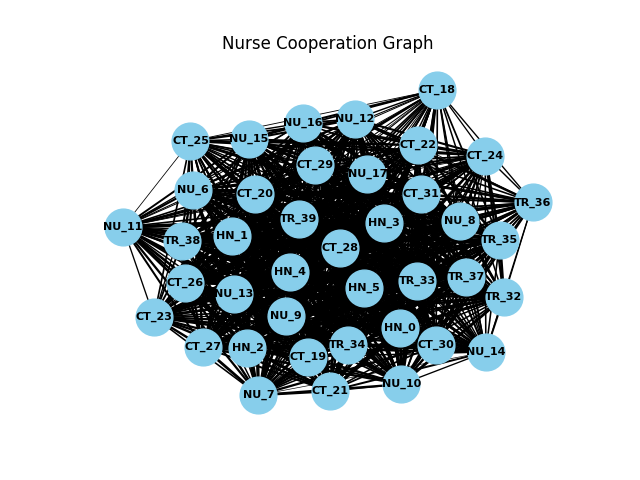 Nurse Cooperation Graph
CT_18
NU_16
NU_12
NU_15
CT_25
CT_22
CT_24
CT_29
NU_17
NU_6
CT_20
CT_31
TR_36
TR_39
HN_3
NU_8
NU_11
HN_1
TR_38
TR_35
CT_28
HN_4
TR_37
CT_26
TR_33
HN_5
NU_13
TR_32
CT_23
NU_9
HN_0
CT_27
HN_2
TR_34
CT_30
NU_14
CT_19
NU_10
CT_21
NU_7